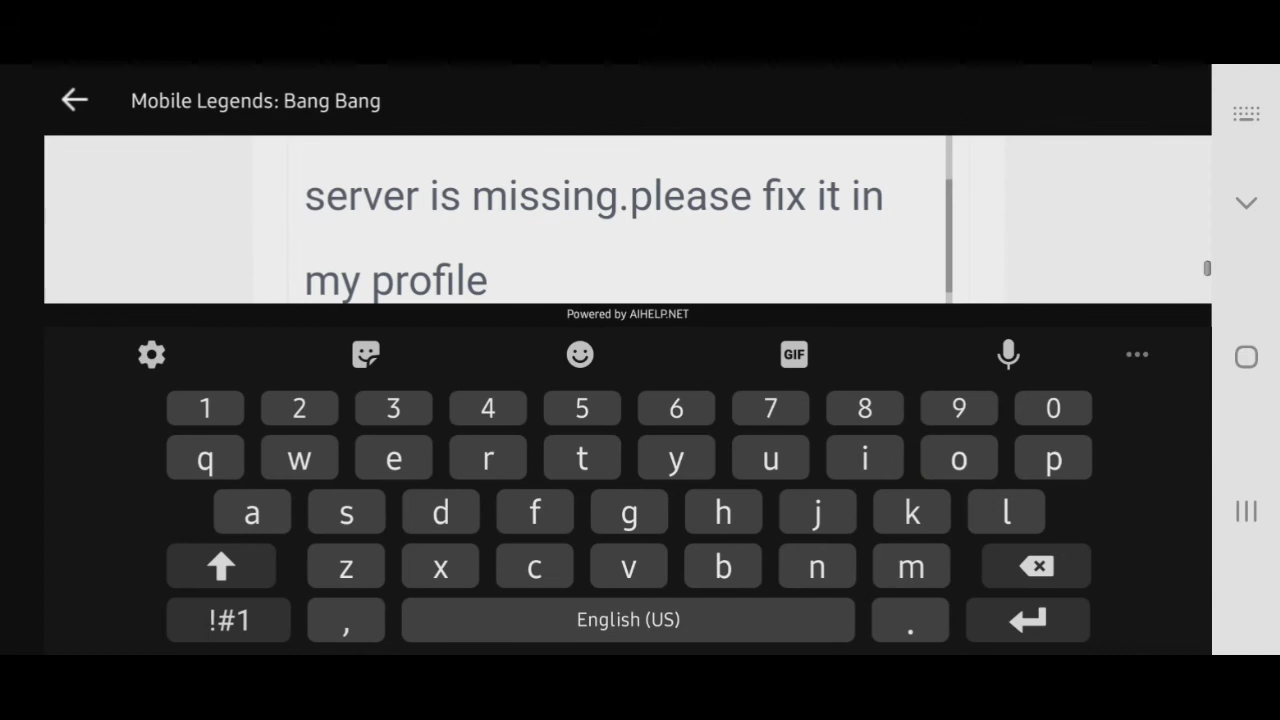 Mobile Legends: Bang Bang
server is missing.please fix it in
my profile
Powered by AIHELP.NET
GIF
1 2 3 4 5 6 7 8 9 0
q w e r t y u i o p
a s d f g h j k l
z x c v b n m
!#1 , English (US) .